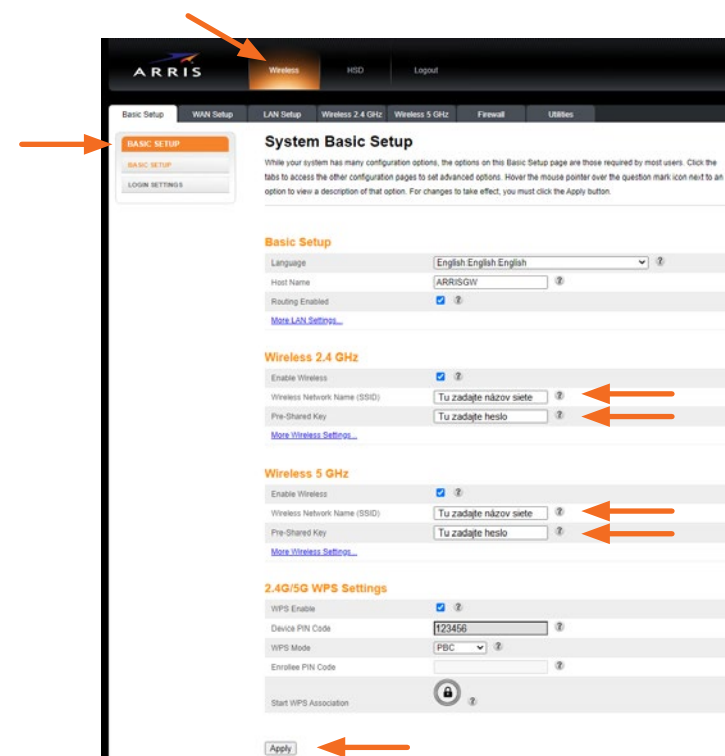 ARRIS
Wireless HSD Logout
Basic Setup WAN Setup LAN Setup Wireless 2.4 GHz Wireless 5 GHz Firewall Utilities
BASIC SETUP
BASIC SETUP
LOGIN SETTINGS
System Basic Setup
While your system has many configuration options, the options on this Basic Setup page are those required by most users. Click the
tabs to access the other configuration pages to set advanced options. Hover the mouse pointer over the question mark icon next to an
option to view a description of that option. For changes to take effect, you must click the Apply button.
Basic Setup
Language English:English:English ?
Host Name ARRISGW ?
Routing Enabled ?
More LAN Settings...
Wireless 2.4 GHz
Enable Wireless ?
Wireless Network Name (SSID) Tu zadajte názov siete ?
Pre-Shared Key Tu zadajte heslo ?
More Wireless Settings...
Wireless 5 GHz
Enable Wireless ?
Wireless Network Name (SSID) Tu zadajte názov siete ?
Pre-Shared Key Tu zadajte heslo ?
More Wireless Settings...
2.4G/5G WPS Settings
WPS Enable ?
Device PIN Code 123456 ?
WPS Mode PBC ?
Enrollee PIN Code ?
Start WPS Association ?
Apply